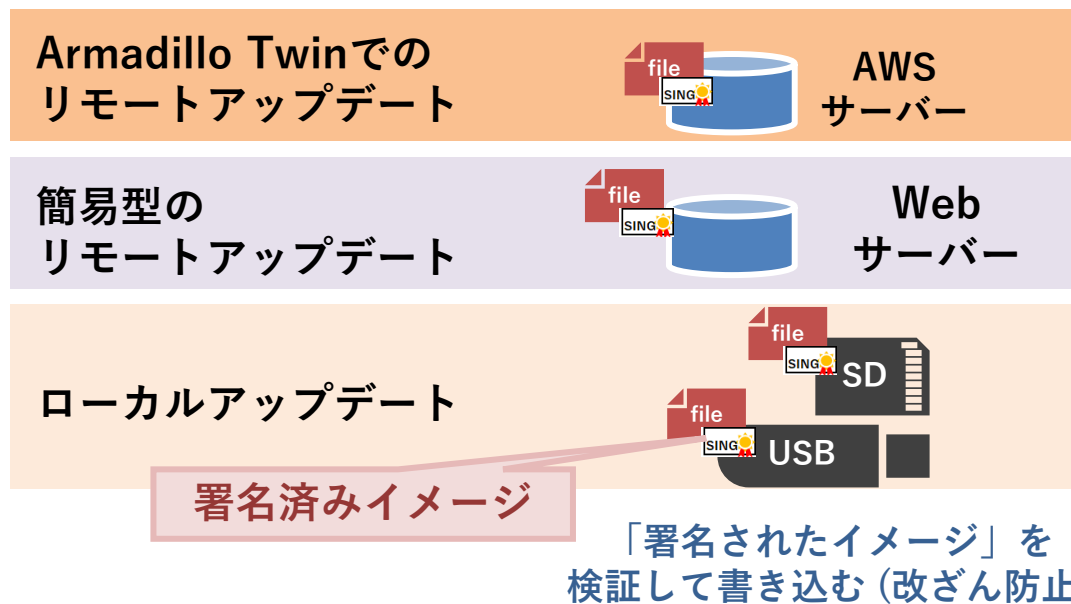 Armadillo Twinでの
リモートアップデート
file
SING
AWS
サーバー
簡易型の
リモートアップデート
file
SING
Web
サーバー
ローカルアップデート
file
SING
SD
file
SING
USB
署名済みイメージ
「署名されたイメージ」を
検証して書き込む (改ざん防止